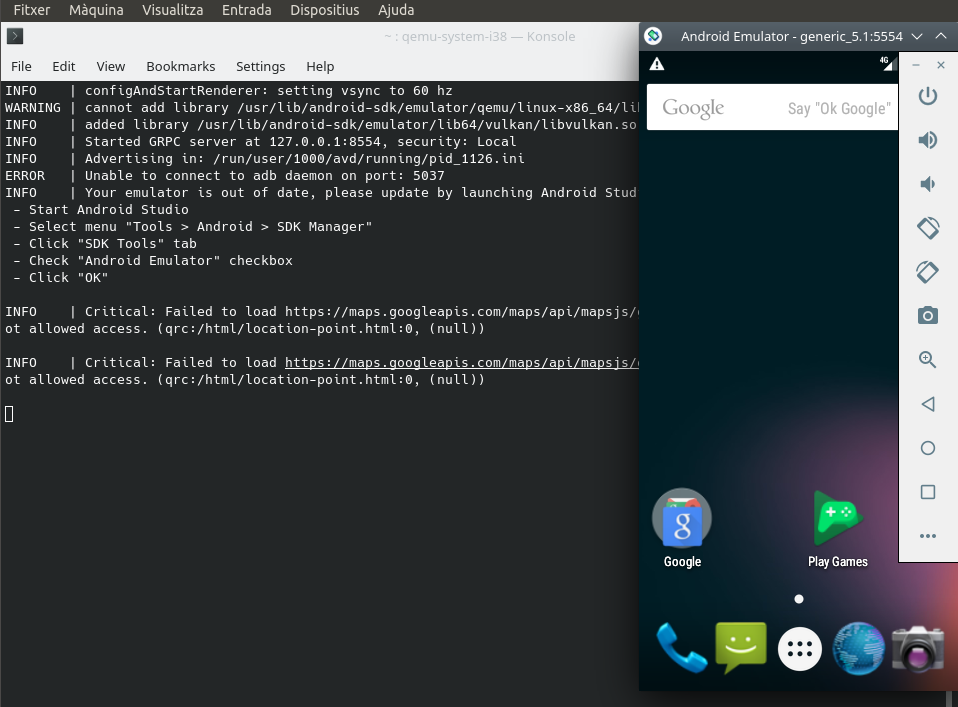 Fitxer Màquina Visualitza Entrada Dispositius Ajuda
~ : qemu-system-i38 — Konsole
File Edit View Bookmarks Settings Help
INFO | configAndStartRenderer: setting vsync to 60 hz
WARNING | cannot add library /usr/lib/android-sdk/emulator/qemu/linux-x86_64/lib
INFO | added library /usr/lib/android-sdk/emulator/lib64/vulkan/libvulkan.so
INFO | Started GRPC server at 127.0.0.1:8554, security: Local
INFO | Advertising in: /run/user/1000/avd/running/pid_1126.ini
ERROR | Unable to connect to adb daemon on port: 5037
INFO | Your emulator is out of date, please update by launching Android Stud
- Start Android Studio
- Select menu "Tools > Android > SDK Manager"
- Click "SDK Tools" tab
- Check "Android Emulator" checkbox
- Click "OK"
INFO | Critical: Failed to load https://maps.googleapis.com/maps/api/mapsjs/
ot allowed access. (qrc:/html/location-point.html:0, (null))
INFO | Critical: Failed to load https://maps.googleapis.com/maps/api/mapsjs/
ot allowed access. (qrc:/html/location-point.html:0, (null))
Android Emulator - generic_5.1:5554
4G
Google Say "Ok Google"
g
Google Play Games